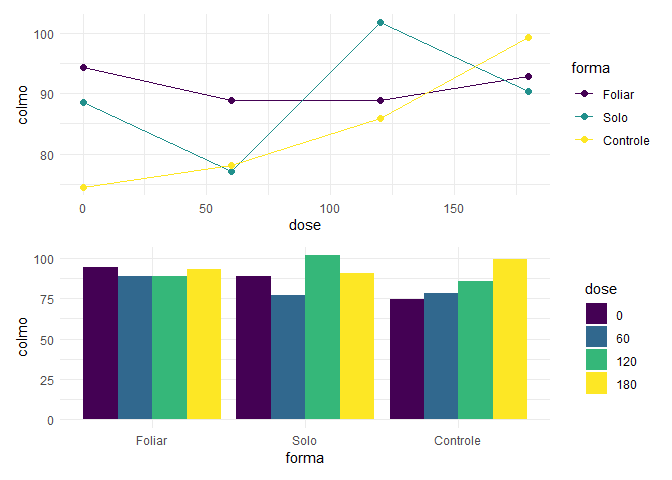 100
90
80
colmo
0
50
100
150
dose
forma
Foliar
Solo
Controle
100
75
50
25
0
colmo
Foliar
Solo
Controle
forma
dose
0
60
120
180